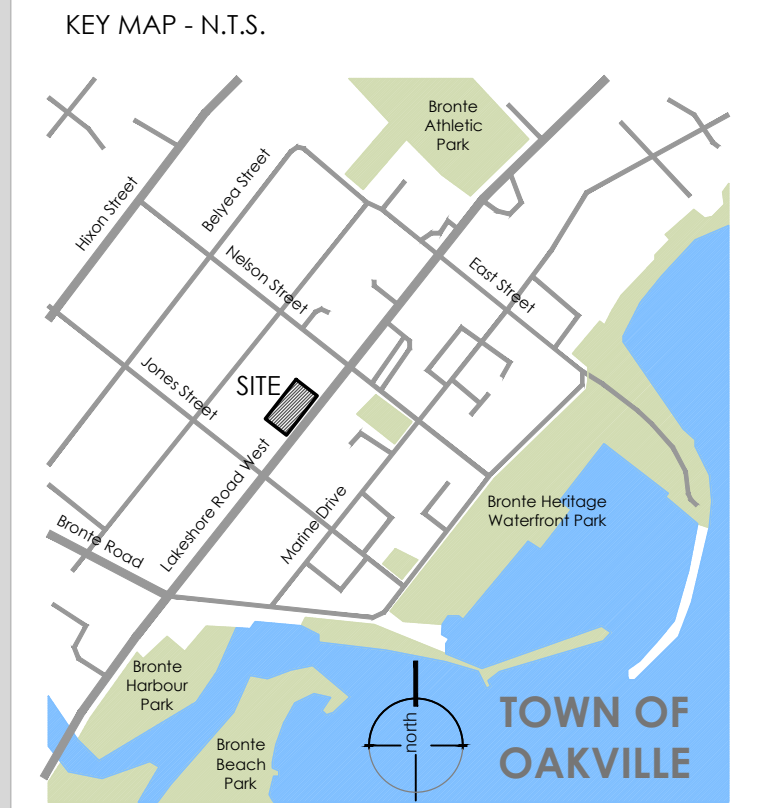 KEY MAP - N.T.S.
Bronte
Athletic
Park
Belyea Street
Hixon Street
Nelson Street
East Street
Jones Street
SITE
Lakeshore Road West
Marine Drive
Bronte Heritage
Waterfront Park
Bronte Road
Bronte
Harbour
Park
north
TOWN OF
OAKVILLE
Bronte
Beach
Park